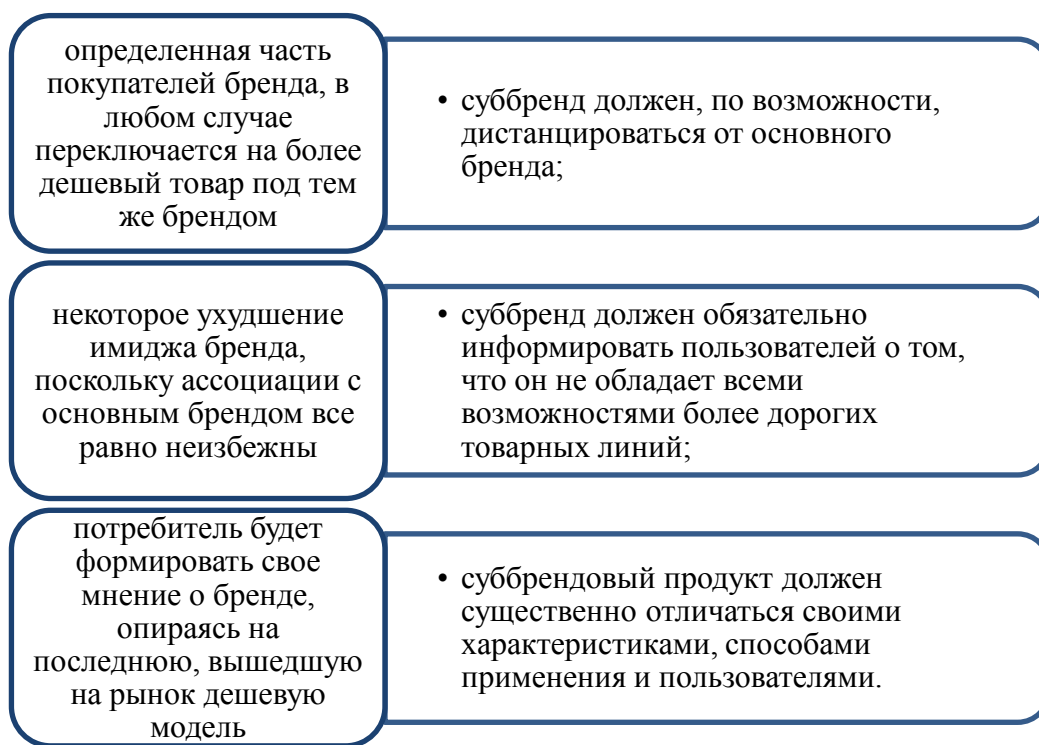 определенная часть
покупателей бренда, в
любом случае
переключается на более
дешевый товар под тем
же брендом
• суббренд должен, по возможности,
дистанцироваться от основного
бренда;
некоторое ухудшение
имиджа бренда,
поскольку ассоциации с
основным брендом все
равно неизбежны
• суббренд должен обязательно
информировать пользователей о том,
что он не обладает всеми
возможностями более дорогих
товарных линий;
потребитель будет
формировать свое
мнение о бренде,
опираясь на
последнюю, вышедшую
на рынок дешевую
модель
• суббрендовый продукт должен
существенно отличаться своими
характеристиками, способами
применения и пользователями.